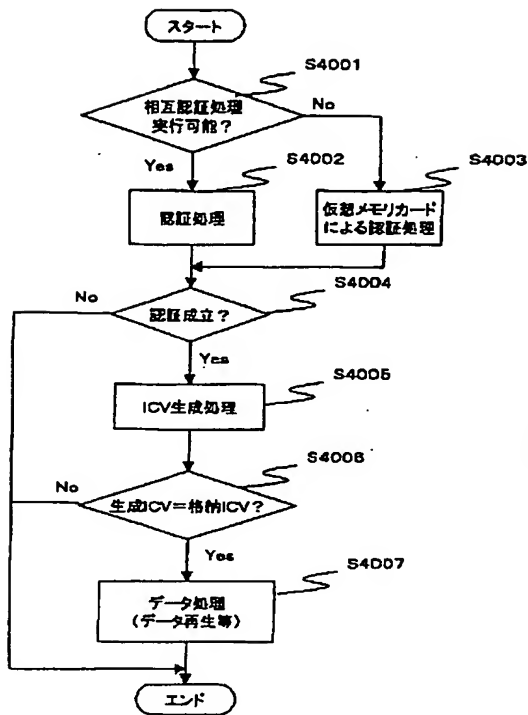 スタート
S4001
相互認証処理
実行可能？
No
Yes
S4002
S4003
認証処理
仮想メモリカード
による認証処理
S4004
No
認証成立？
Yes
S4005
ICV生成処理
S4006
No
生成ICV＝格納ICV？
Yes
S4007
データ処理
（データ再生等）
エンド